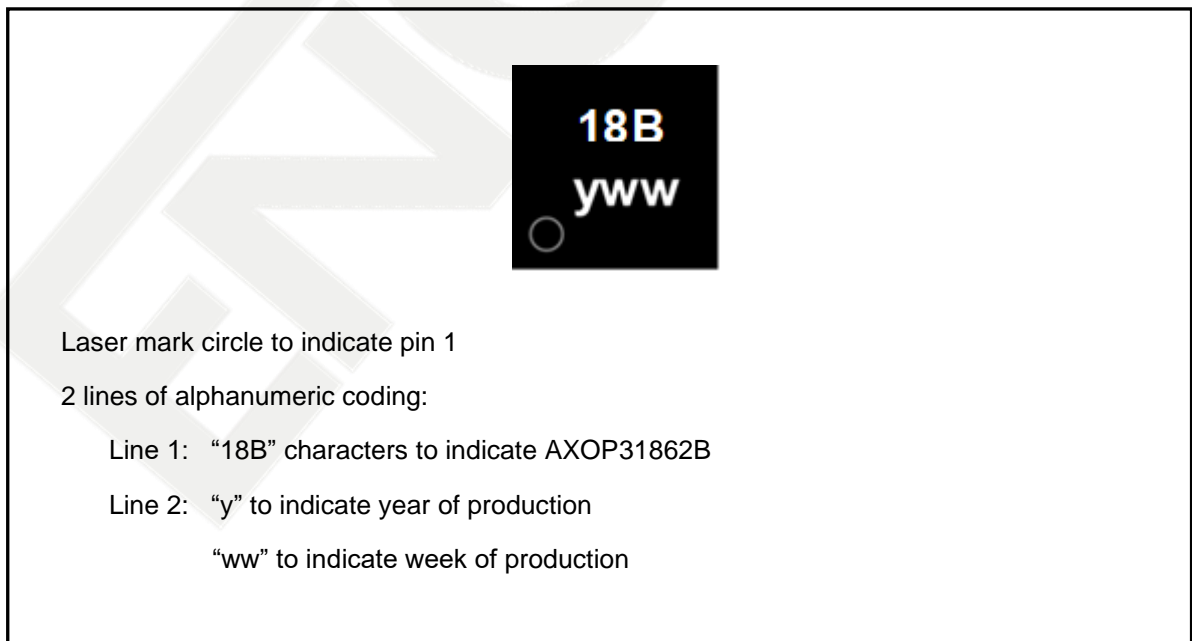 18B
yww
Laser mark circle to indicate pin 1
2 lines of alphanumeric coding:
Line 1: “18B” characters to indicate AXOP31862B
Line 2: “y” to indicate year of production
“ww” to indicate week of production